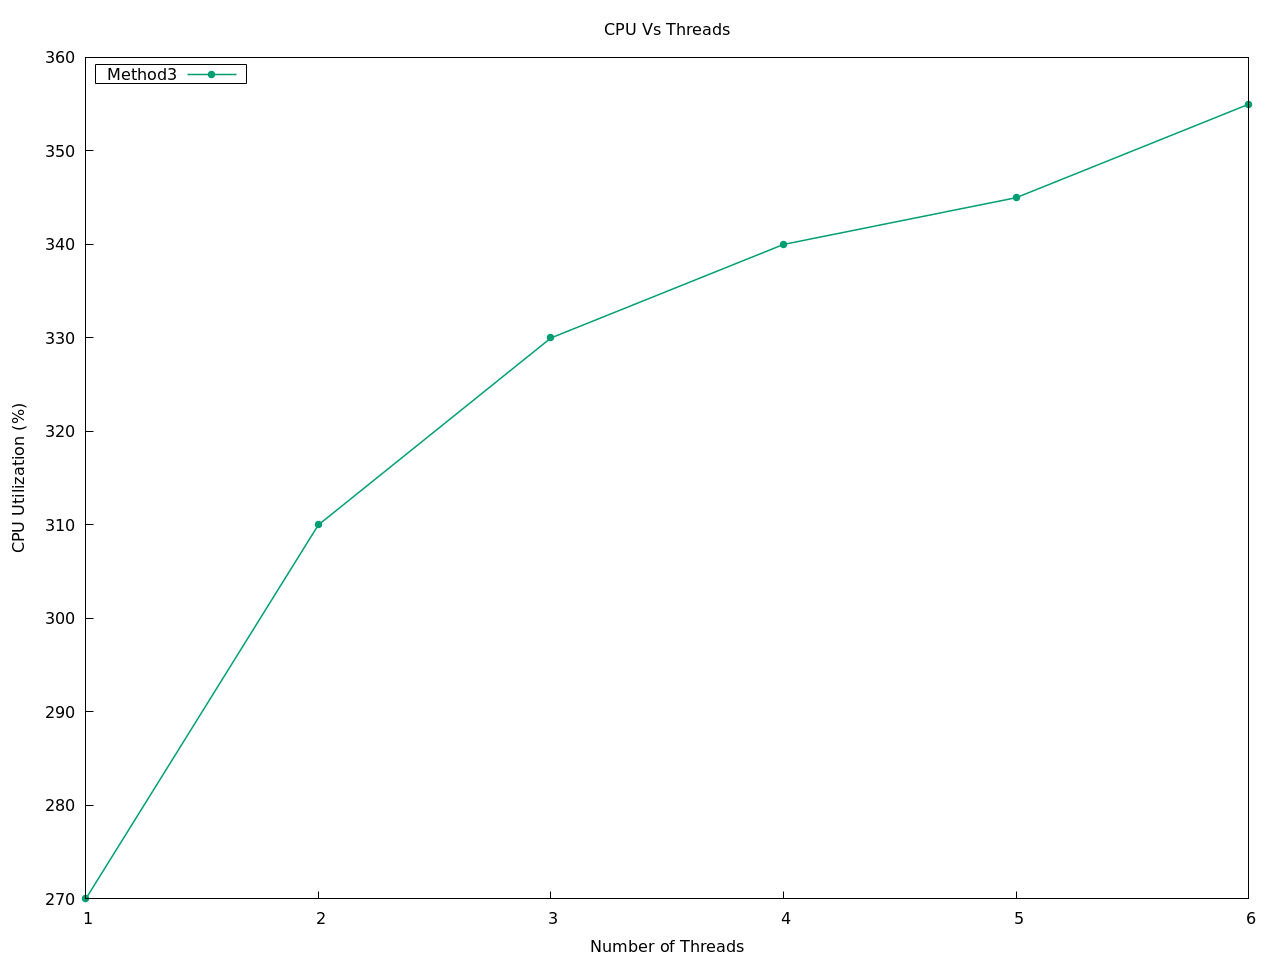 CPU Vs Threads
Method3
360
350
340
330
320
310
300
290
280
270
CPU Utilization (%)
1 2 3 4 5 6
Number of Threads